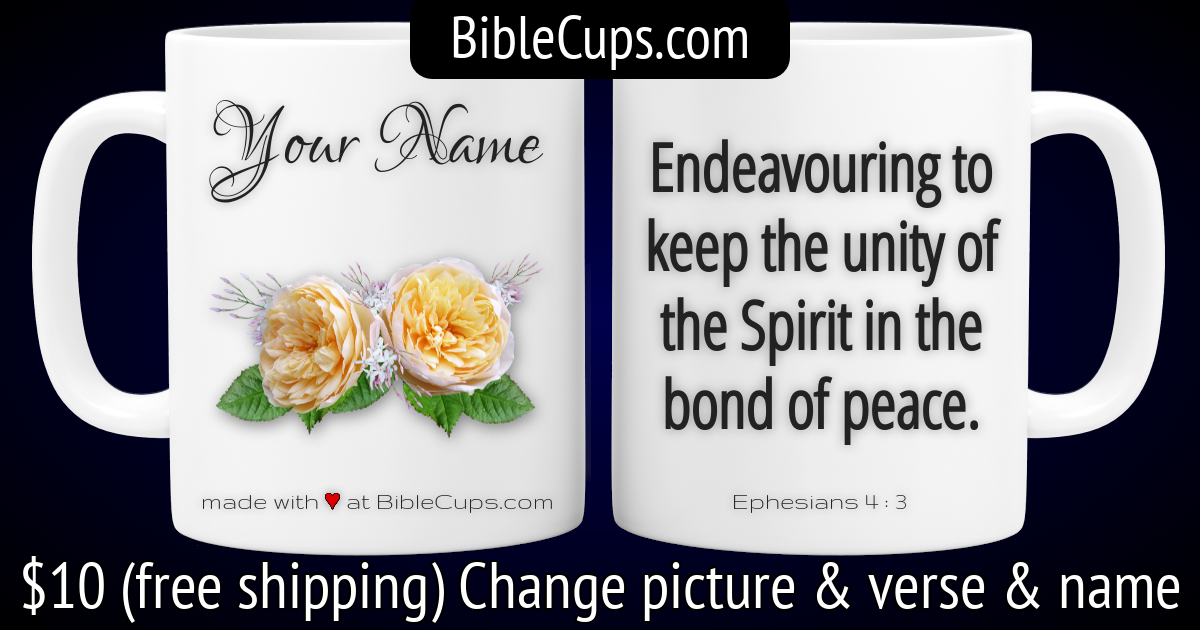 BibleCups.com
Your Name
made with ♥ at BibleCups.com
Endeavouring to
keep the unity of
the Spirit in the
bond of peace.
Ephesians 4:3
$10 (free shipping) Change picture & verse & name